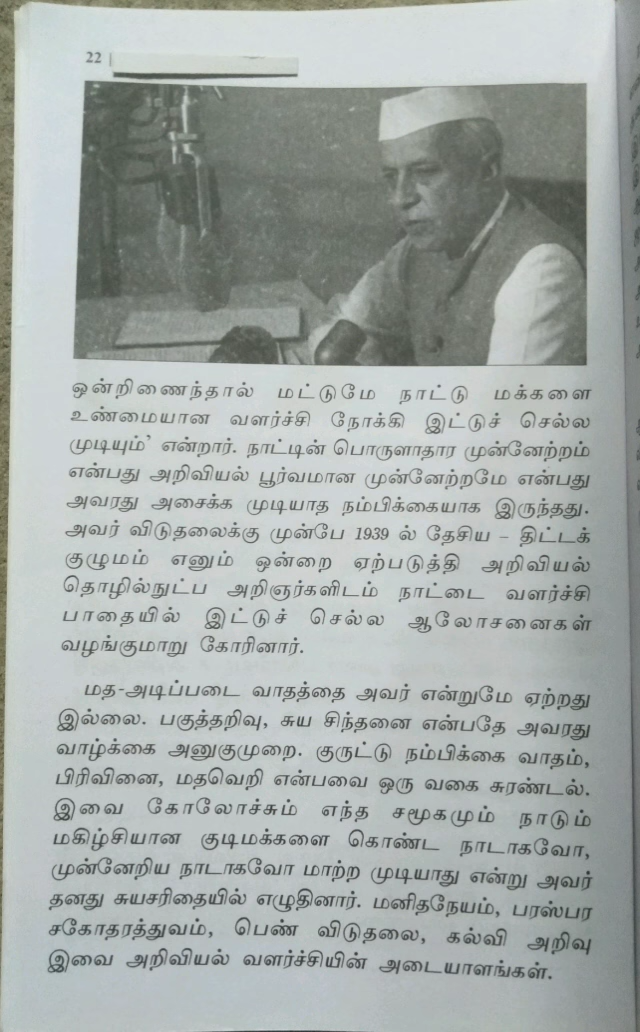 22
ஒன்றிணைந்தால் மட்டுமே நாட்டு மக்களை
உண்மையான வளர்ச்சி நோக்கி இட்டுச் செல்ல
முடியும்' என்றார். நாட்டின் பொருளாதார முன்னேற்றம்
என்பது அறிவியல் பூர்வமான முன்னேற்றமே என்பது
அவரது அசைக்க முடியாத நம்பிக்கையாக இருந்தது.
அவர் விடுதலைக்கு முன்பே 1939 ல் தேசிய – திட்டக்
குழுமம் எனும் ஒன்றை ஏற்படுத்தி அறிவியல்
தொழில்நுட்ப அறிஞர்களிடம் நாட்டை வளர்ச்சி
பாதையில் இட்டுச் செல்ல ஆலோசனைகள்
வழங்குமாறு கோரினார்.
மத-அடிப்படை வாதத்தை அவர் என்றுமே ஏற்றது
இல்லை. பகுத்தறிவு, சுய சிந்தனை என்பதே அவரது
வாழ்க்கை அனுகுமுறை. குருட்டு நம்பிக்கை வாதம்,
பிரிவினை, மதவெறி என்பவை ஒரு வகை சுரண்டல்.
இவை கோலோச்சும் எந்த சமூகமும் நாடும்
மகிழ்சியான குடிமக்களை கொண்ட நாடாகவோ,
முன்னேறிய நாடாகவோ மாற்ற முடியாது என்று அவர்
தனது சுயசரிதையில் எழுதினார். மனிதநேயம், பரஸ்பர
சகோதரத்துவம், பெண் விடுதலை, கல்வி அறிவு
இவை அறிவியல் வளர்ச்சியின் அடையாளங்கள்.